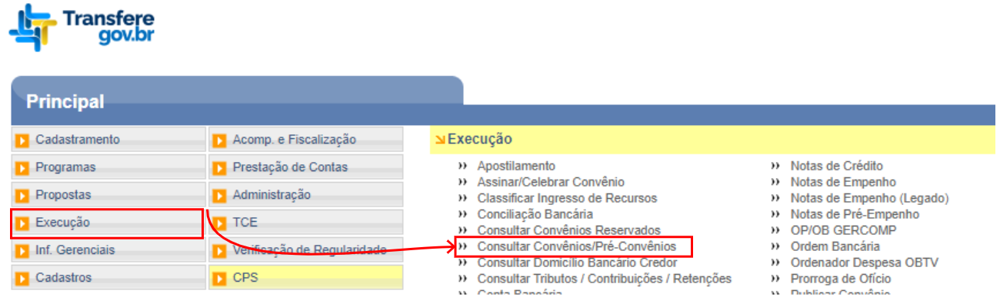 Transfere
gov.br
Principal
Cadastramento
Programas
Propostas
Execução
Inf. Gerenciais
Cadastros
Acomp. e Fiscalização
Prestação de Contas
Administração
TCE
Verificação de Regularidade
CPS
Execução
Apostilamento
Assinar/Celebrar Convênio
Classificar Ingresso de Recursos
Conciliação Bancária
Consultar Convênios Reservados
Consultar Convênios/Pré-Convênios
Consultar Domicílio Bancário Credor
Consultar Tributos / Contribuições / Retenções
Conta Bancária
Notas de Crédito
Notas de Empenho
Notas de Empenho (Legado)
Notas de Pré-Empenho
OP/OB GERCOMP
Ordem Bancária
Ordenador Despesa OBTV
Prorroga de Ofício
Publicar Convênio